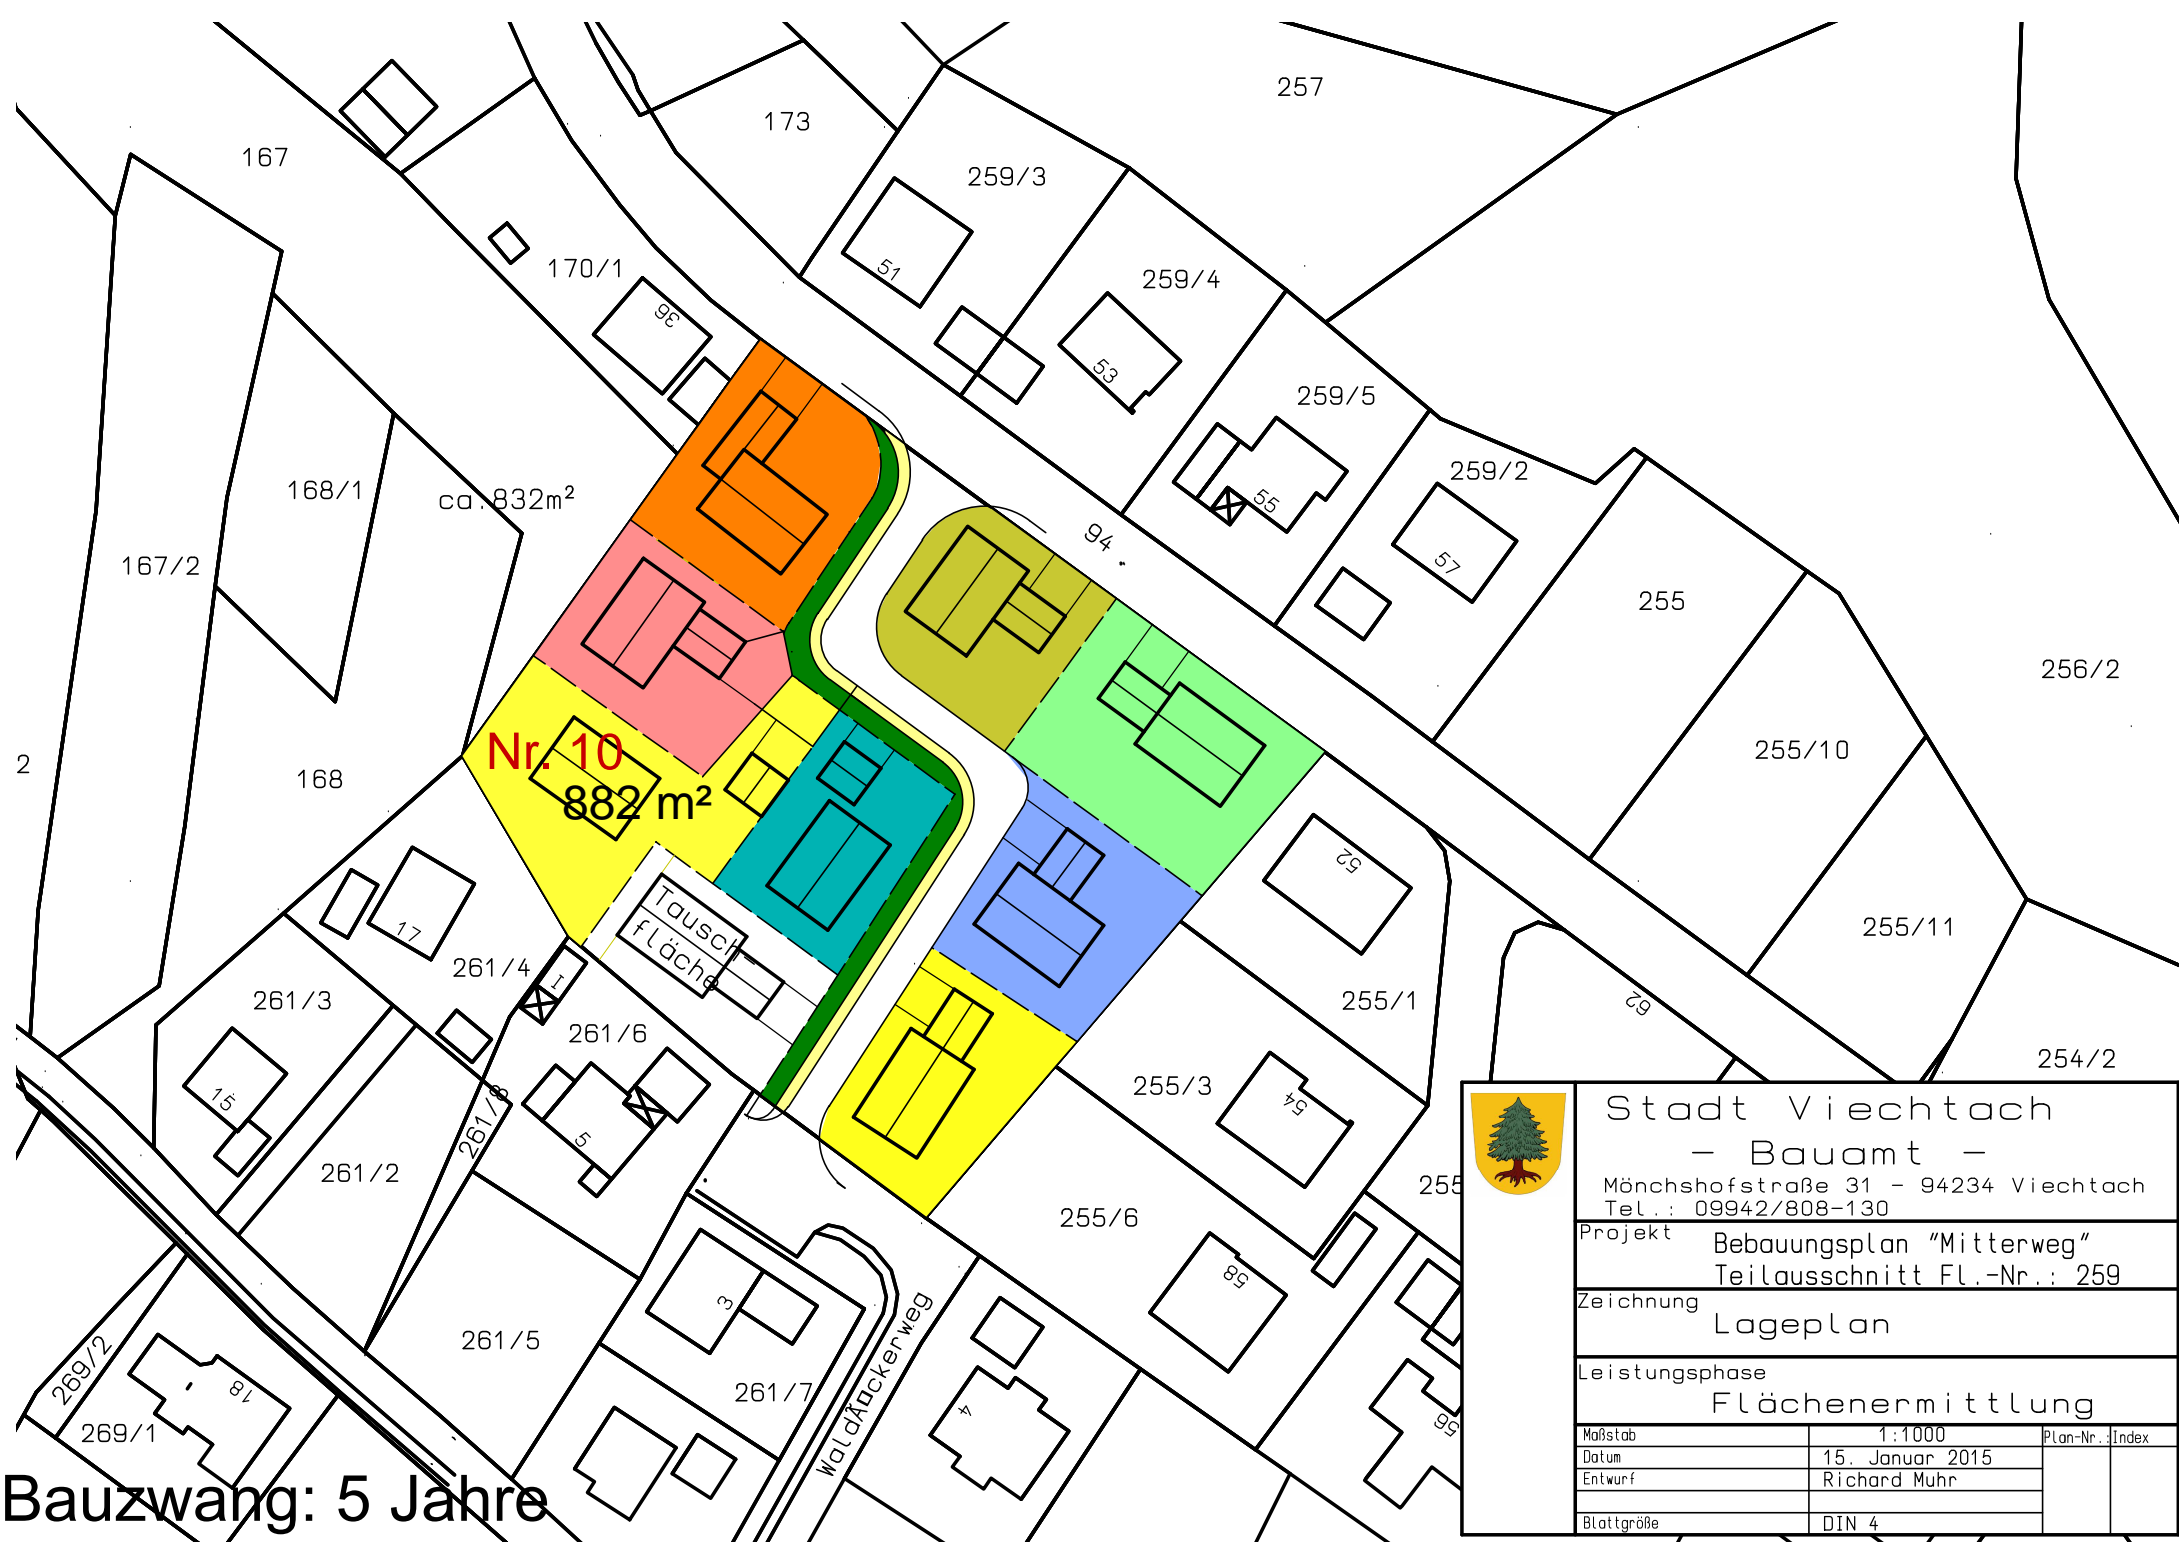 257
173
167
259/3
170/1
259/4
51
36
53
259/5
259/2
168/1
ca.832m²
55
94
57
167/2
255
256/2
Nr. 10
882 m²
255/10
2
168
52
17
Tausch-
fläche
255/11
261/4
I
261/3
255/1
62
261/6
254/2
15
261/8
5
255/3
54
261/2
255
255/6
58
3
Waldäckerweg
261/5
269/2
18
261/7
4
56
269/1
Bauzwang: 5 Jahre
Stadt Viechtach
- Bauamt -
Mönchshofstraße 31 - 94234 Viechtach
Tel.: 09942/808-130
Projekt
Bebauungsplan "Mitterweg"
Teilausschnitt Fl.-Nr.: 259
Zeichnung
Lageplan
Leistungsphase
Flächenermittlung
Maßstab 1:1000 Plan-Nr.: Index
Datum 15. Januar 2015
Entwurf Richard Muhr
Blattgröße DIN 4